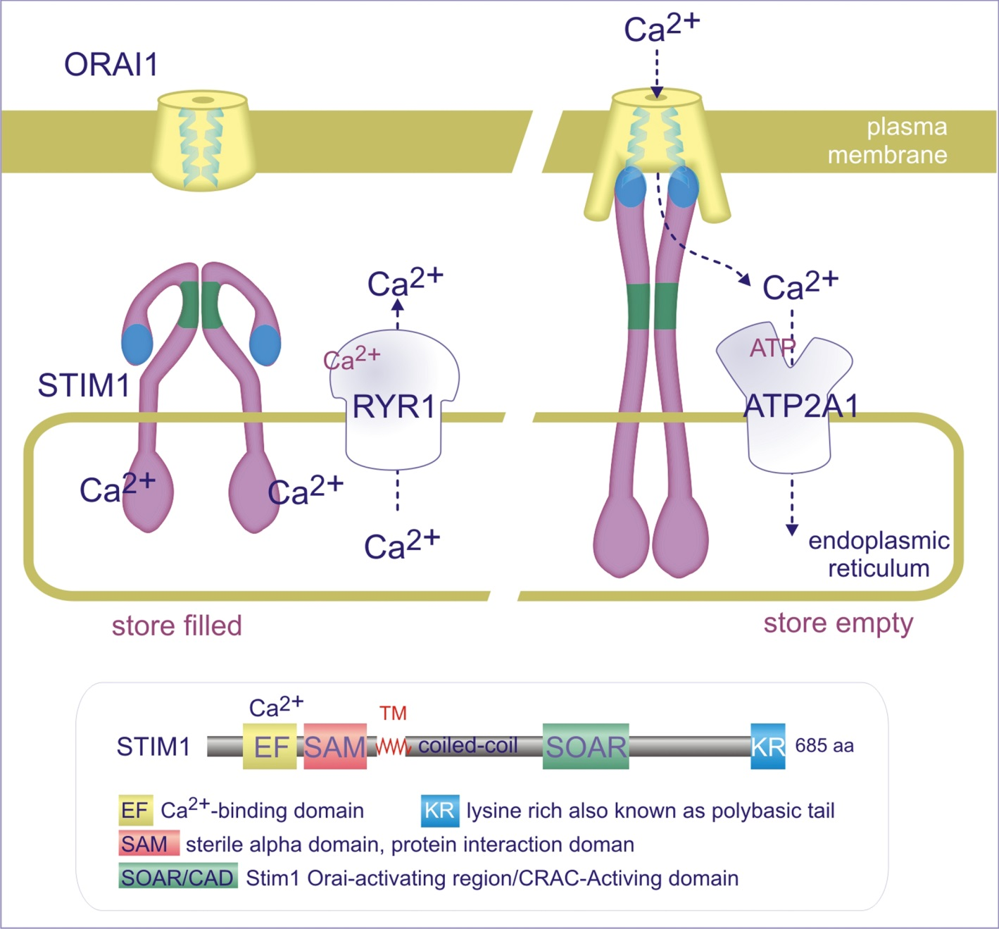 Ca2+
ORAI1
plasma
membrane
Ca2+
Ca2+
Ca2+
ATP
STIM1
RYR1
ATP2A1
Ca2+
Ca2+
Ca2+
endoplasmic
reticulum
store filled
store empty
Ca2+
TM
STIM1 EF SAM coiled-coil SOAR KR 685 aa
EF Ca2+-binding domain
KR lysine rich also known as polybasic tail
SAM sterile alpha domain, protein interaction doman
SOAR/CAD Stim1 Orai-activating region/CRAC-Activing domain